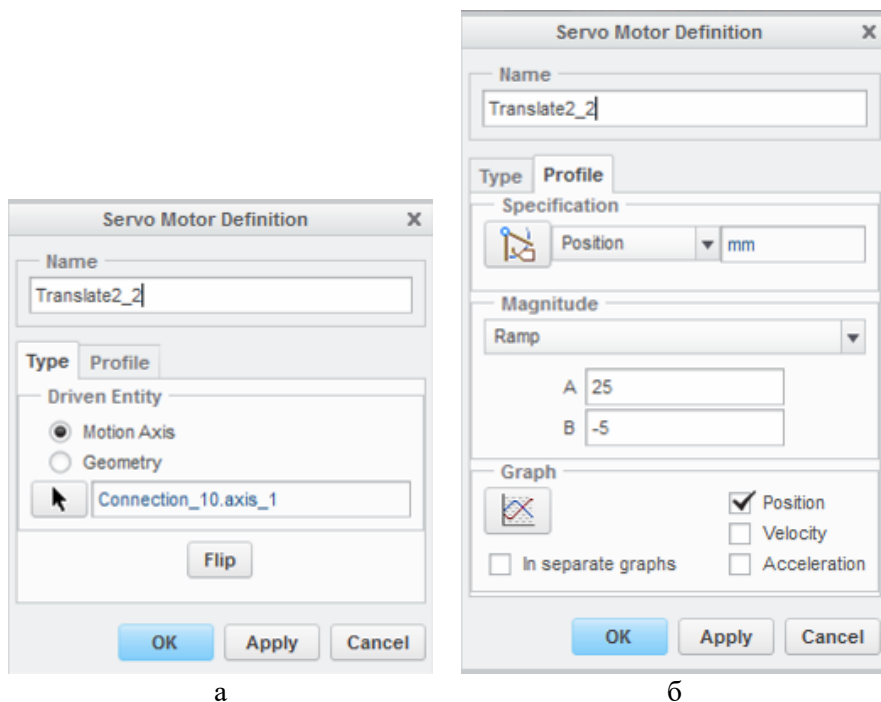 Servo Motor Definition x
Name
Translate2_2
Type Profile
Driven Entity
Motion Axis
Geometry
Connection_10.axis_1
Flip
OK Apply Cancel
а
Servo Motor Definition x
Name
Translate2_2
Type Profile
Specification
Position mm
Magnitude
Ramp
A 25
B -5
Graph
Position
Velocity
In separate graphs Acceleration
OK Apply Cancel
б